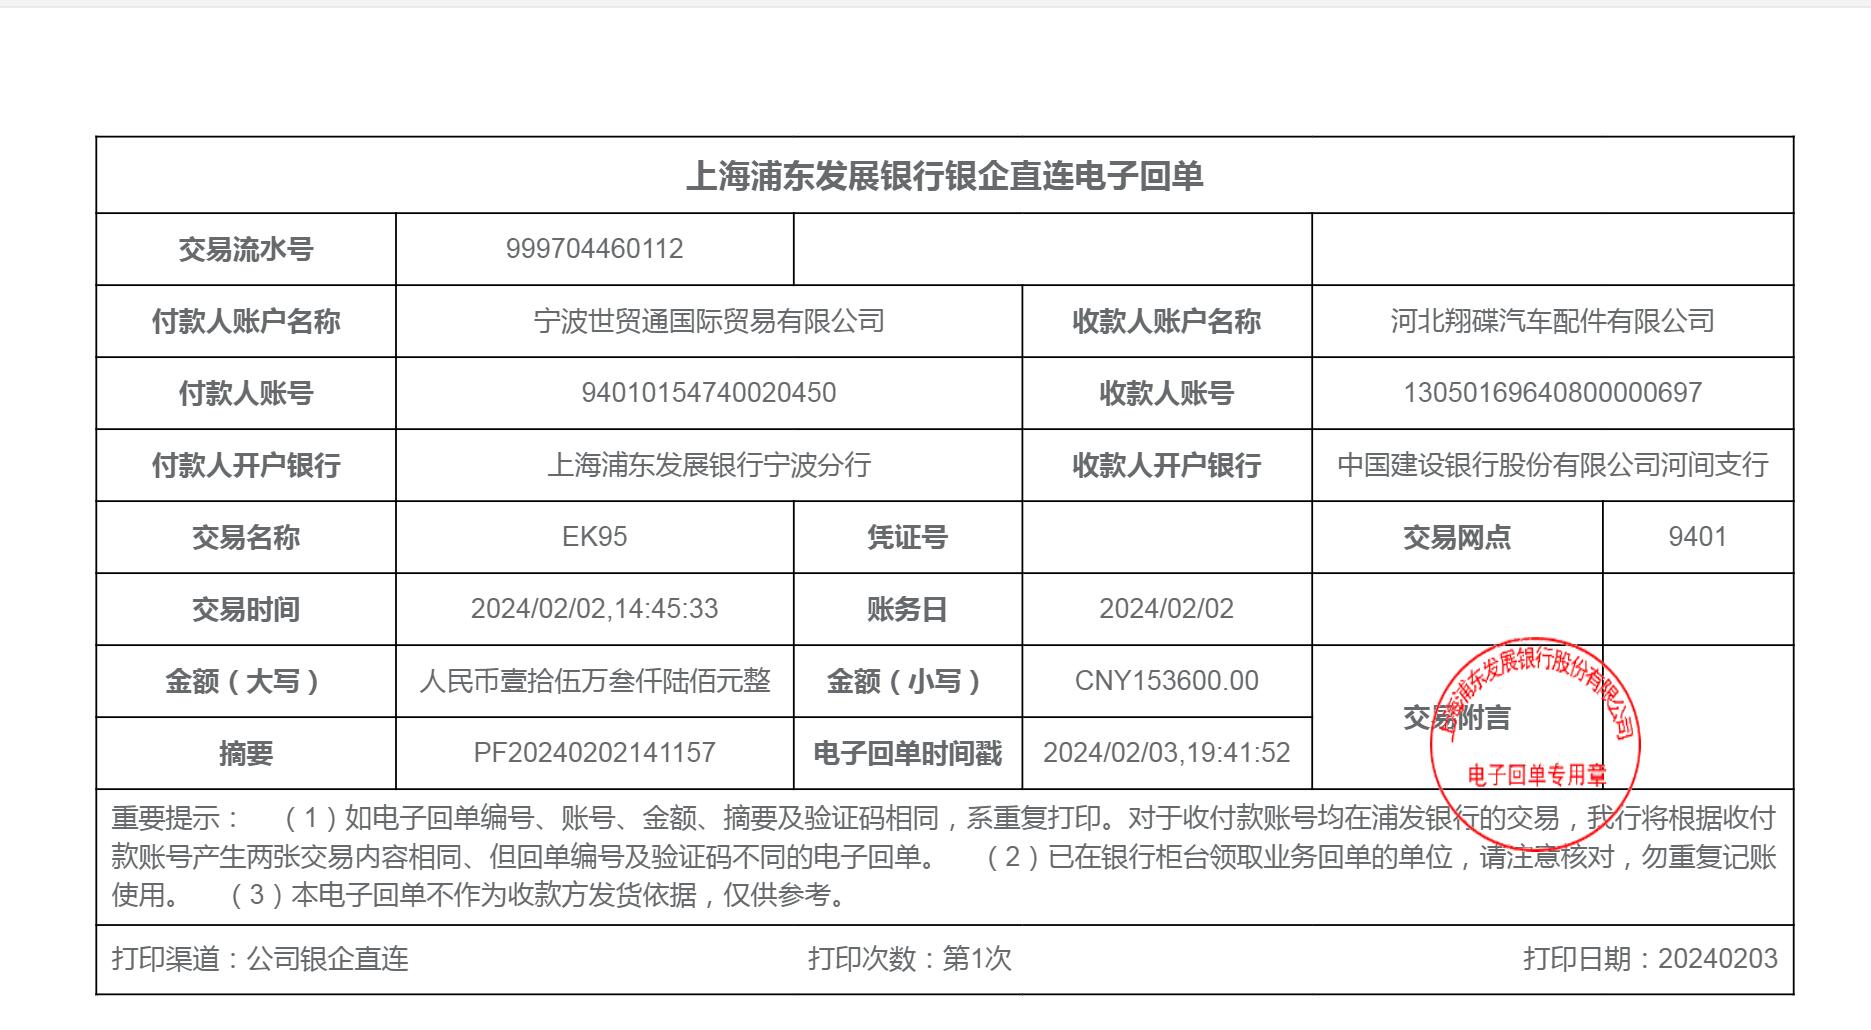 上海浦东发展银行银企直连电子回单
交易流水号 999704460112
付款人账户名称 宁波世贸通国际贸易有限公司 收款人账户名称 河北翔碟汽车配件有限公司
付款人账号 94010154740020450 收款人账号 13050169640800000697
付款人开户银行 上海浦东发展银行宁波分行 收款人开户银行 中国建设银行股份有限公司河间支行
交易名称 EK95 凭证号 交易网点 9401
交易时间 2024/02/02,14:45:33 账务日 2024/02/02
金额（大写） 人民币壹拾伍万叁仟陆佰元整 金额（小写） CNY153600.00
交易附言
摘要 PF20240202141157 电子回单时间戳 2024/02/03,19:41:52
上海浦东发展银行股份有限公司
电子回单专用章
重要提示： （1）如电子回单编号、账号、金额、摘要及验证码相同，系重复打印。对于收付款账号均在浦发银行的交易，我行将根据收付
款账号产生两张交易内容相同、但回单编号及验证码不同的电子回单。 （2）已在银行柜台领取业务回单的单位，请注意核对，勿重复记账
使用。 （3）本电子回单不作为收款方发货依据，仅供参考。
打印渠道：公司银企直连 打印次数：第1次 打印日期：20240203